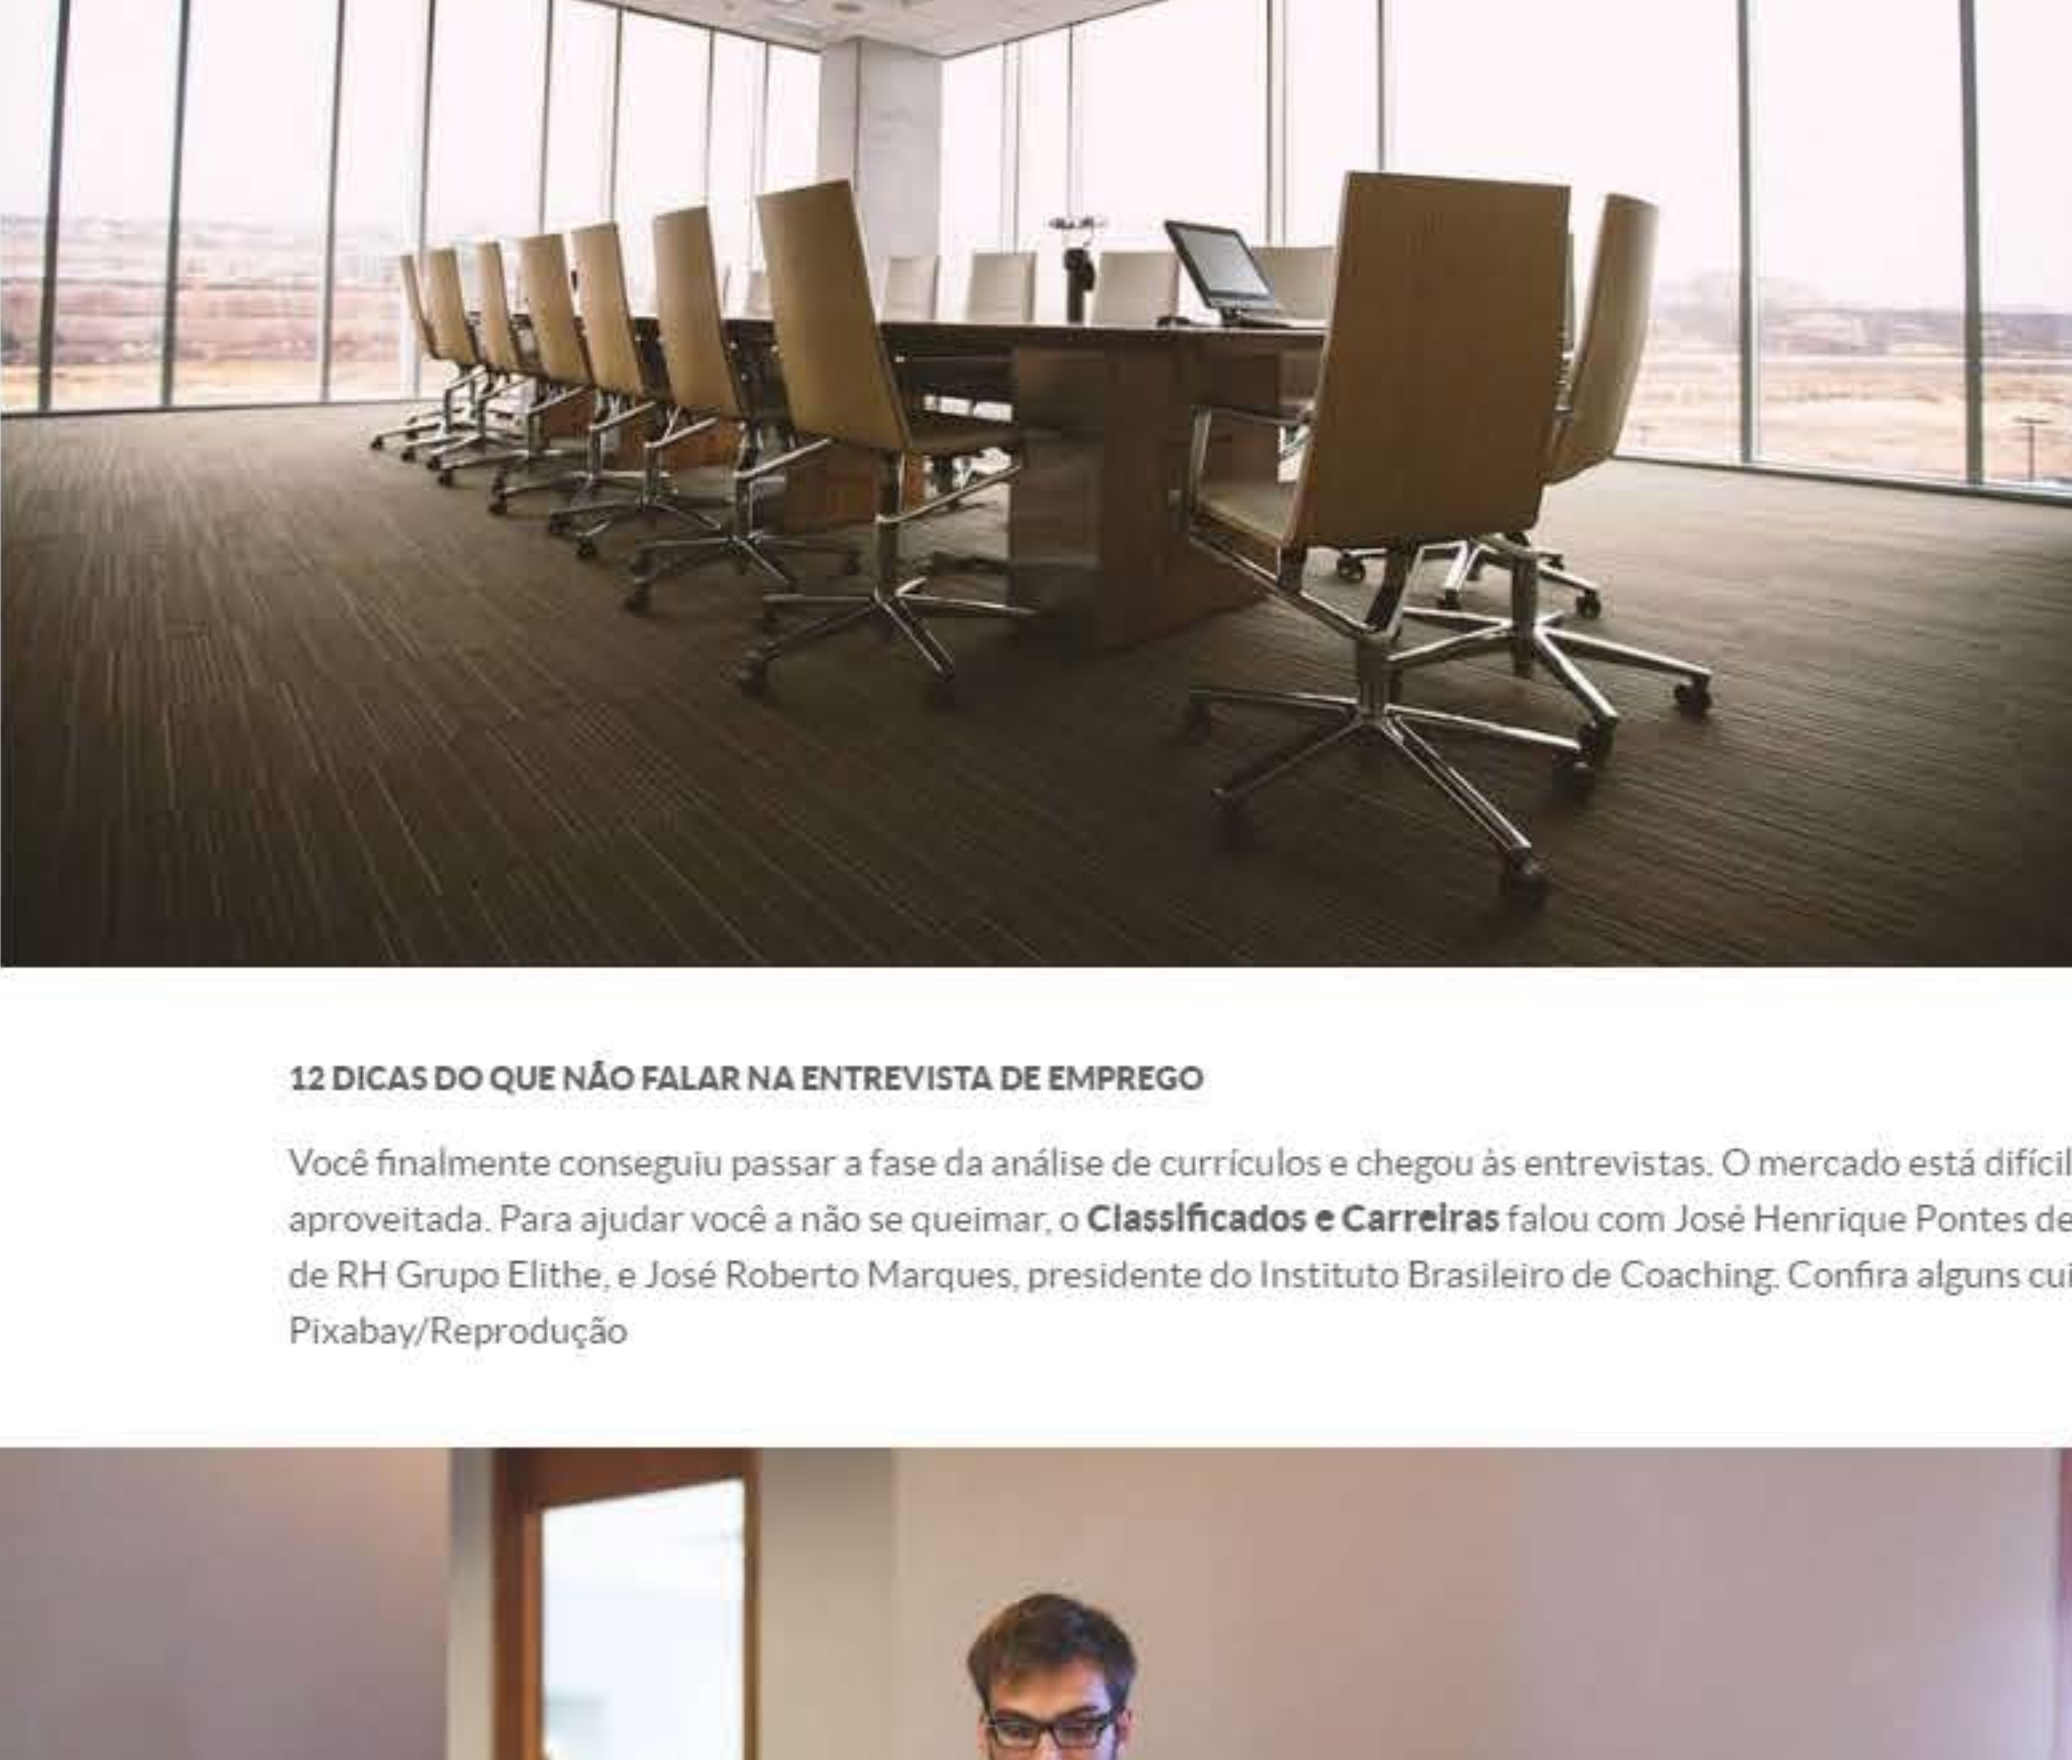 12 DICAS DO QUE NÃO FALAR NA ENTREVISTA DE EMPREGO
Você finalmente conseguiu passar a fase da análise de currículos e chegou às entrevistas. O mercado está difícil
aproveitada. Para ajudar você a não se queimar, o Classificados e Carreiras falou com José Henrique Pontes de
de RH Grupo Elithe, e José Roberto Marques, presidente do Instituto Brasileiro de Coaching. Confira alguns cui
Pixabay/Reprodução